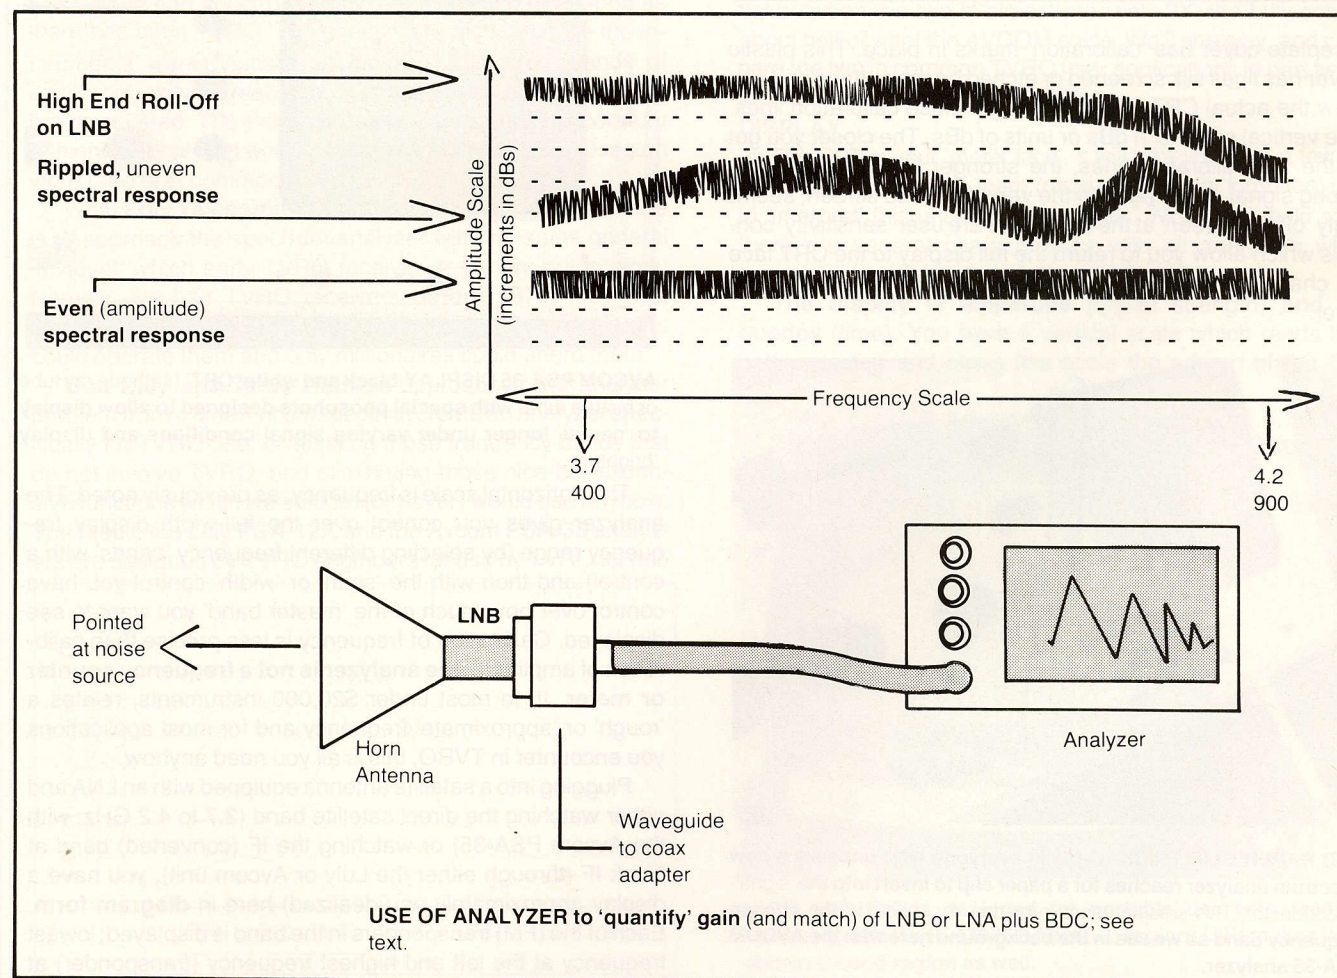 High End ‘Roll-Off
on LNB
Rippled, uneven
spectral response
Even (amplitude)
spectral response
Amplitude Scale
(increments in dBs)
Frequency Scale
3.7
400
4.2
900
Pointed
at noise
source
LNB
Horn
Antenna
Analyzer
Waveguide
to coax
adapter
USE OF ANALYZER to ‘quantify’ gain (and match) of LNB or LNA plus BDC; see
text.